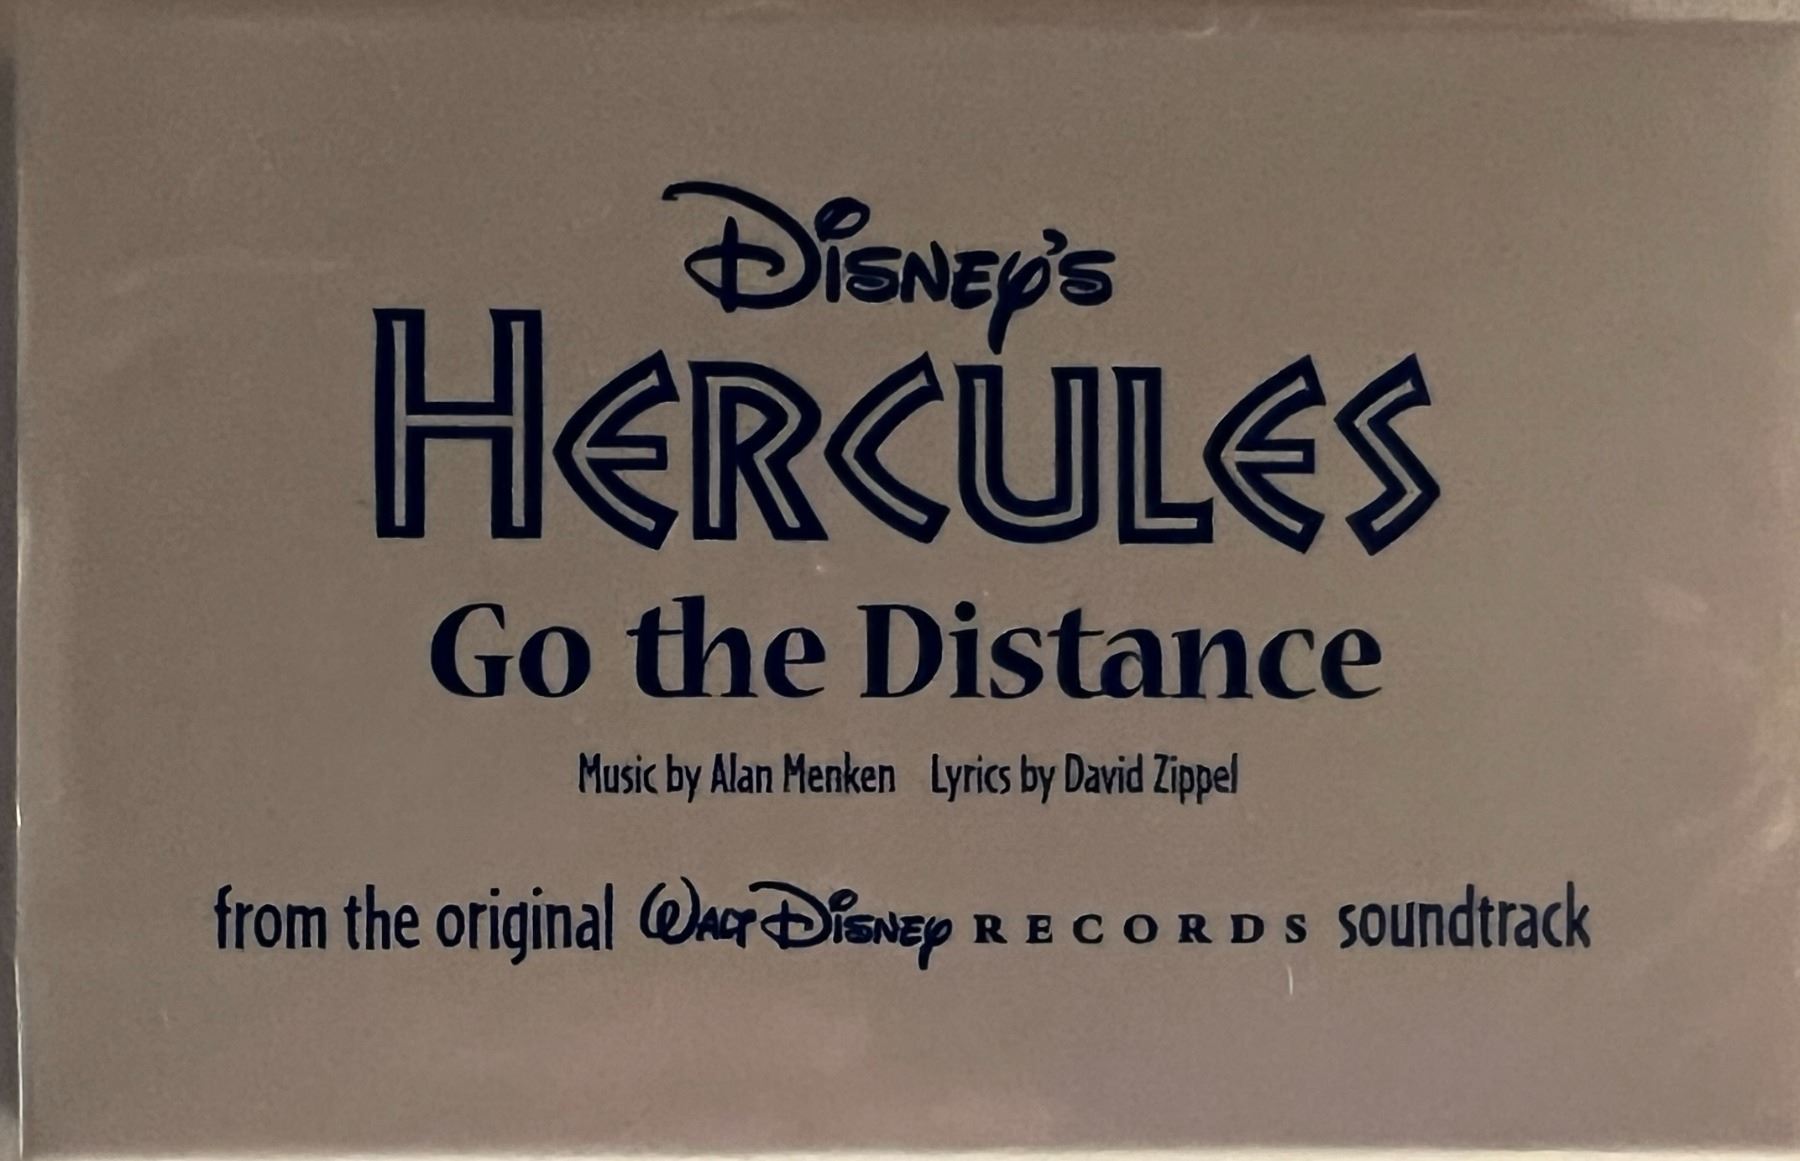 Disney's
HERCULES
Go the Distance
Music by Alan Menken Lyrics by David Zippel
from the original Walt Disney RECORDS soundtrack